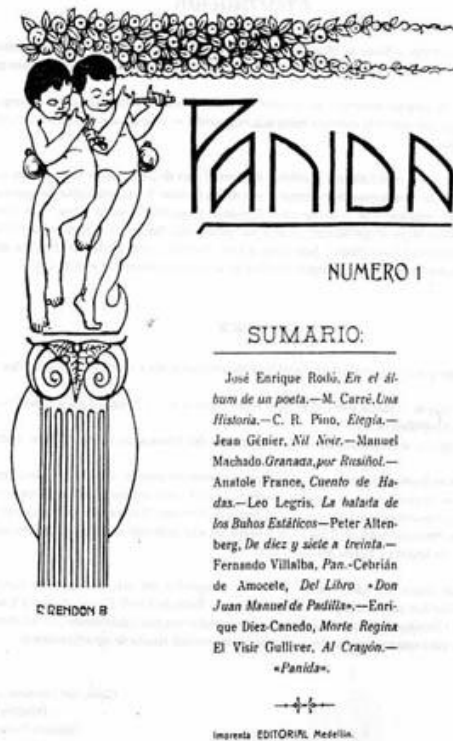 PANIDA
NUMERO 1
SUMARIO:
José Enrique Rodó, En el ál-
bum de un poeta.—M. Carré, Una
Historia.—C. R. Pino, Elegía.—
Jean Génier, Nil Noir.—Manuel
Machado. Granada, por Rusiñol.—
Anatole France, Cuento de Ha-
das.—Leo Legris, La balada de
los Buhos Estáticos—Peter Alten-
berg, De diez y siete a treinta.—
Fernando Villalba, Pan.-Cebrián
de Amocete, Del Libro «Don
Juan Manuel de Padilla».—Enri-
que Díez-Canedo, Morte Regina
El Visir Gulliver, Al Crayón.—
«Panida».
R RENDON B
Imprenta EDITORIAL Medellín.